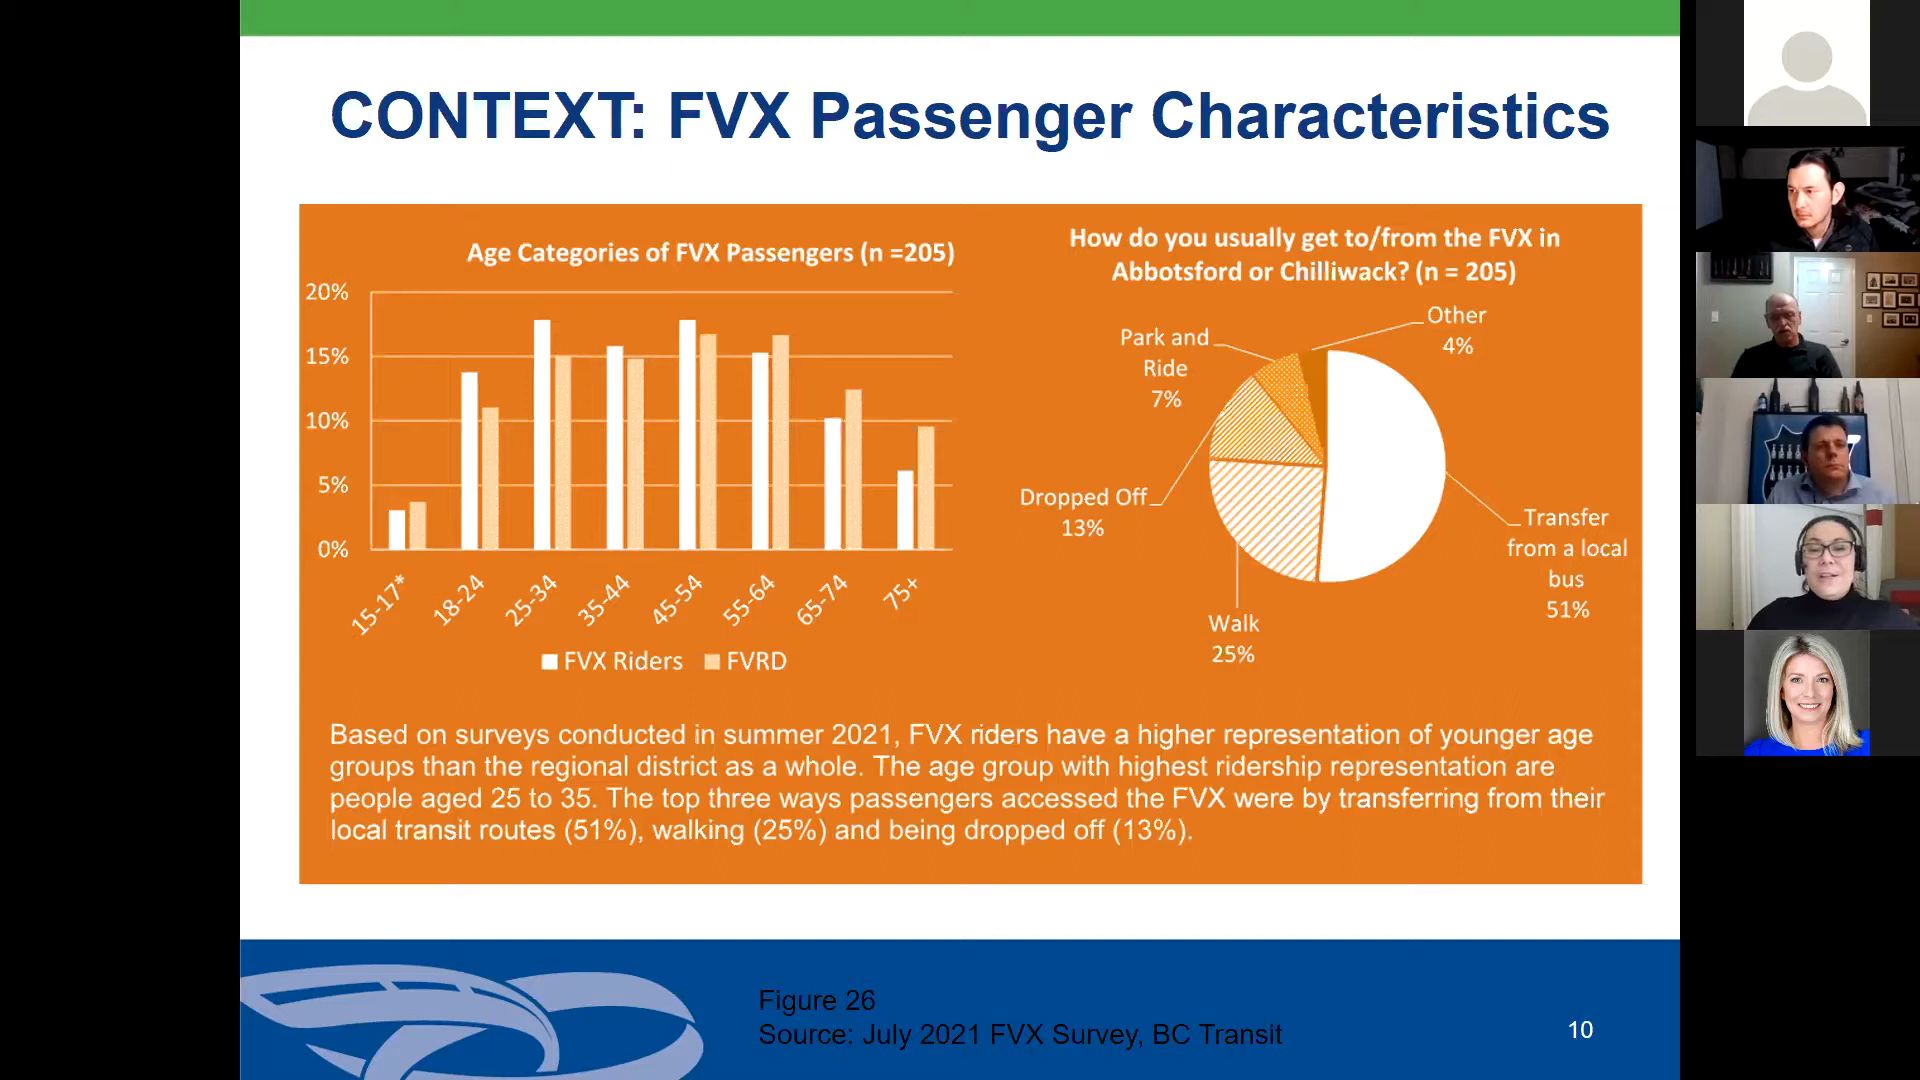 CONTEXT: FVX Passenger Characteristics
Age Categories of FVX Passengers (n =205)
20%
15%
10%
5%
0%
15-17*
18-24
25-34
35-44
45-54
55-64
65-74
75+
FVX Riders
FVRD
How do you usually get to/from the FVX in
Abbotsford or Chilliwack? (n = 205)
Other
4%
Park and
Ride
7%
Dropped Off
13%
Transfer
from a local
bus
51%
Walk
25%
Based on surveys conducted in summer 2021, FVX riders have a higher representation of younger age
groups than the regional district as a whole. The age group with highest ridership representation are
people aged 25 to 35. The top three ways passengers accessed the FVX were by transferring from their
local transit routes (51%), walking (25%) and being dropped off (13%).
Figure 26
Source: July 2021 FVX Survey, BC Transit
10